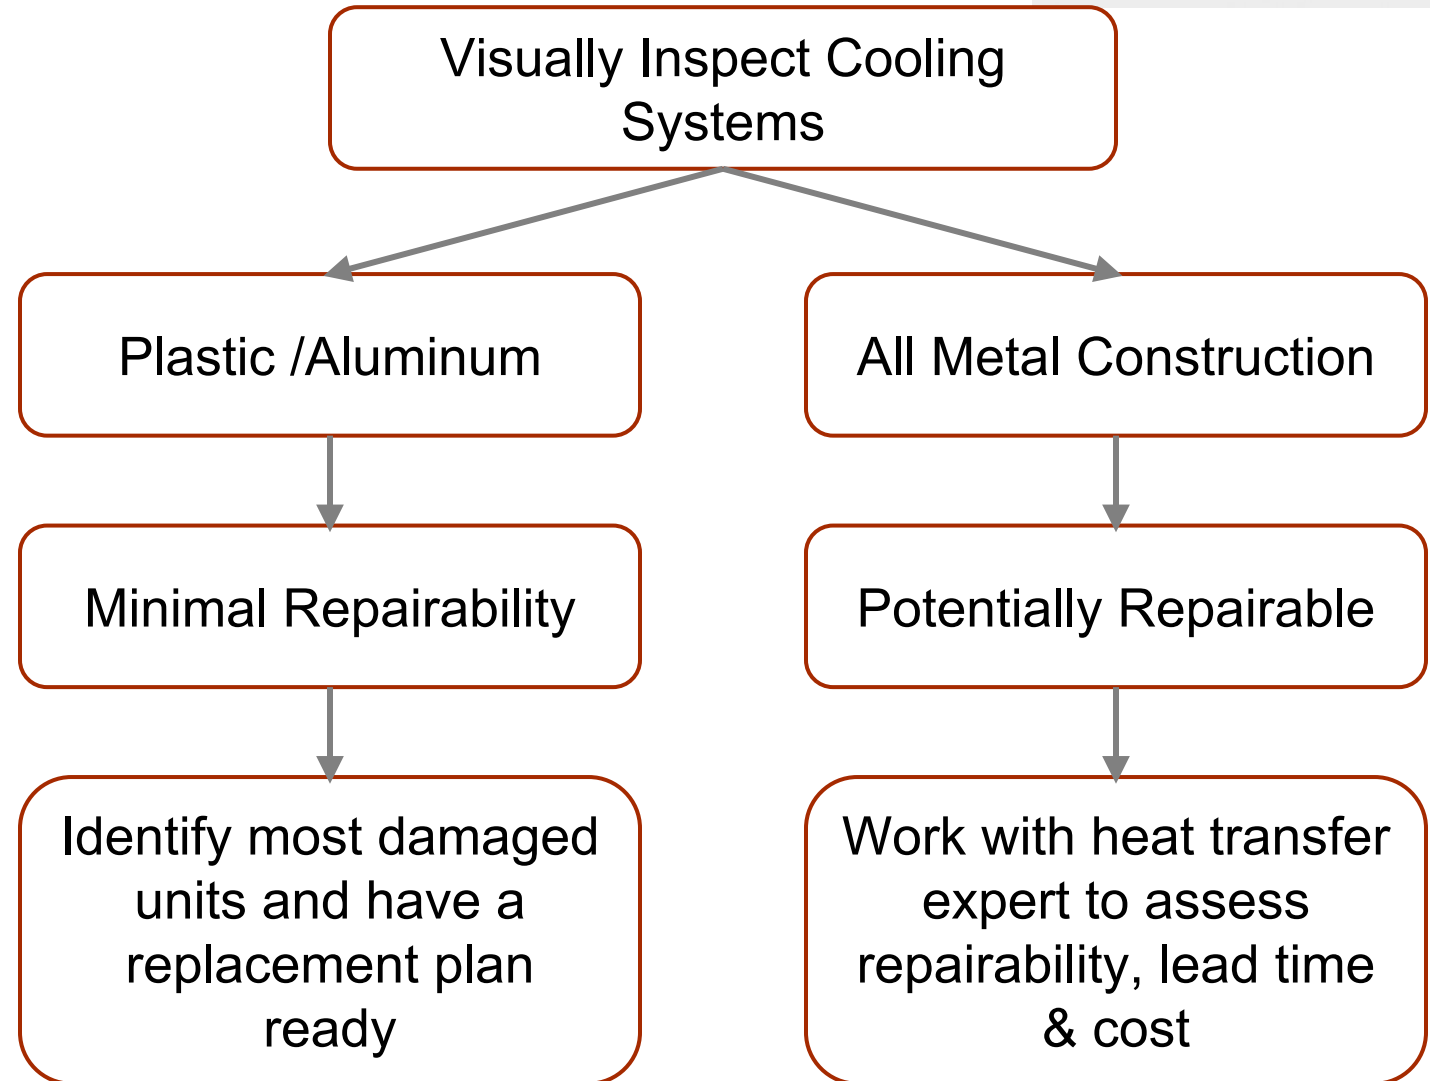 Visually Inspect Cooling
Systems
Plastic /Aluminum
All Metal Construction
Minimal Repairability
Potentially Repairable
Identify most damaged
units and have a
replacement plan
ready
Work with heat transfer
expert to assess
repairability, lead time
& cost